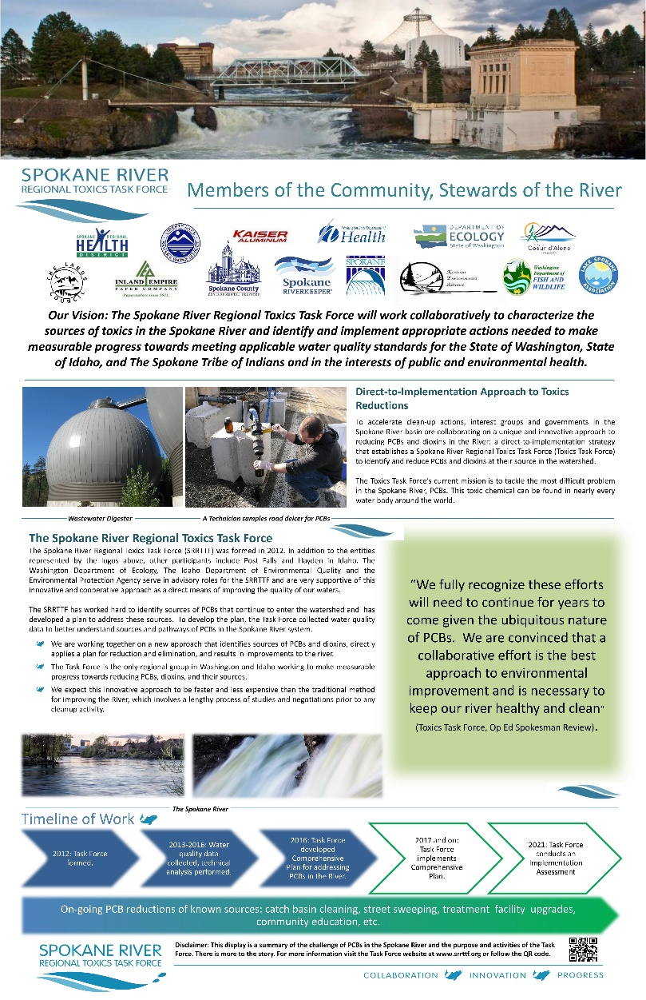 SPOKANE RIVER
REGIONAL TOXICS TASK FORCE
Members of the Community, Stewards of the River
SPOKANE REGIONAL
HEALTH
DISTRICT
KAISER
ALUMINUM
Washington State Department of
Health
DEPARTMENT OF
ECOLOGY
State of Washington
Coeur d'Alene
IDAHO
THE LANDS
COUNCIL
INLAND EMPIRE
PAPER COMPANY
Papermakers since 1911.
Spokane County
ENVIRONMENTAL SERVICES
Spokane
RIVERKEEPER
CITY OF
SPOKANE
Kootenai
Environmental
Alliance
Washington
Department of
FISH AND
WILDLIFE
LAKE SPOKANE
ASSOCIATION
Our Vision: The Spokane River Regional Toxics Task Force will work collaboratively to characterize the
sources of toxics in the Spokane River and identify and implement appropriate actions needed to make
measurable progress towards meeting applicable water quality standards for the State of Washington, State
of Idaho, and The Spokane Tribe of Indians and in the interests of public and environmental health.
Direct-to-Implementation Approach to Toxics
Reductions
To accelerate clean-up actions, interest groups and governments in the
Spokane River basin are collaborating on a unique and innovative approach to
reducing PCBs and dioxins in the River: a direct-to-implementation strategy
that establishes a Spokane River Regional Toxics Task Force (Toxics Task Force)
to identify and reduce PCBs and dioxins at their source in the watershed.
The Toxics Task Force's current mission is to tackle the most difficult problem
in the Spokane River, PCBs. This toxic chemical can be found in nearly every
water body around the world.
Wastewater Digester
A Technician samples road deicer for PCBs
The Spokane River Regional Toxics Task Force
The Spokane River Regional Toxics Task Force (SRRTTF) was formed in 2012. In addition to the entities
represented by the logos above, other participants include Post Falls and Hayden in Idaho. The
Washington Department of Ecology, The Idaho Department of Environmental Quality and the
Environmental Protection Agency serve in advisory roles for the SRRTTF and are very supportive of this
innovative and cooperative approach as a direct means of improving the quality of our waters.
The SRRTTF has worked hard to identify sources of PCBs that continue to enter the watershed and has
developed a plan to address these sources. To develop the plan, the Task Force collected water quality
data to better understand sources and pathways of PCBs in the Spokane River system.
We are working together on a new approach that identifies sources of PCBs and dioxins, directly
applies a plan for reduction and elimination, and results in improvements to the river.
The Task Force is the only regional group in Washington and Idaho working to make measurable
progress towards reducing PCBs, dioxins, and their sources.
We expect this innovative approach to be faster and less expensive than the traditional method
for improving the River, which involves a lengthy process of studies and negotiations prior to any
cleanup activity.
“We fully recognize these efforts
will need to continue for years to
come given the ubiquitous nature
of PCBs. We are convinced that a
collaborative effort is the best
approach to environmental
improvement and is necessary to
keep our river healthy and clean”
(Toxics Task Force, Op Ed Spokesman Review).
The Spokane River
Timeline of Work
2012: Task Force
formed.
2013-2016: Water
quality data
collected, technical
analysis performed.
2016: Task Force
developed
Comprehensive
Plan for addressing
PCBs in the River.
2017 and on:
Task Force
implements
Comprehensive
Plan.
2021: Task Force
conducts an
Implementation
Assessment
On-going PCB reductions of known sources: catch basin cleaning, street sweeping, treatment facility upgrades,
community education, etc.
SPOKANE RIVER
REGIONAL TOXICS TASK FORCE
Disclaimer: This display is a summary of the challenge of PCBs in the Spokane River and the purpose and activities of the Task
Force. There is more to the story. For more information visit the Task Force website at www.srrttf.org or follow the QR code.
COLLABORATION INNOVATION PROGRESS